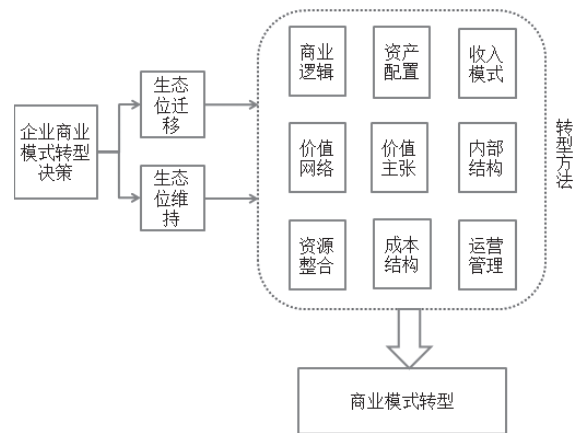 企业商业
模式转型
决策
生态
位迁
移
生态
位维
持
商业
逻辑
资产
配置
收入
模式
价值
网络
价值
主张
内部
结构
资源
整合
成本
结构
运营
管理
转型方法
商业模式转型